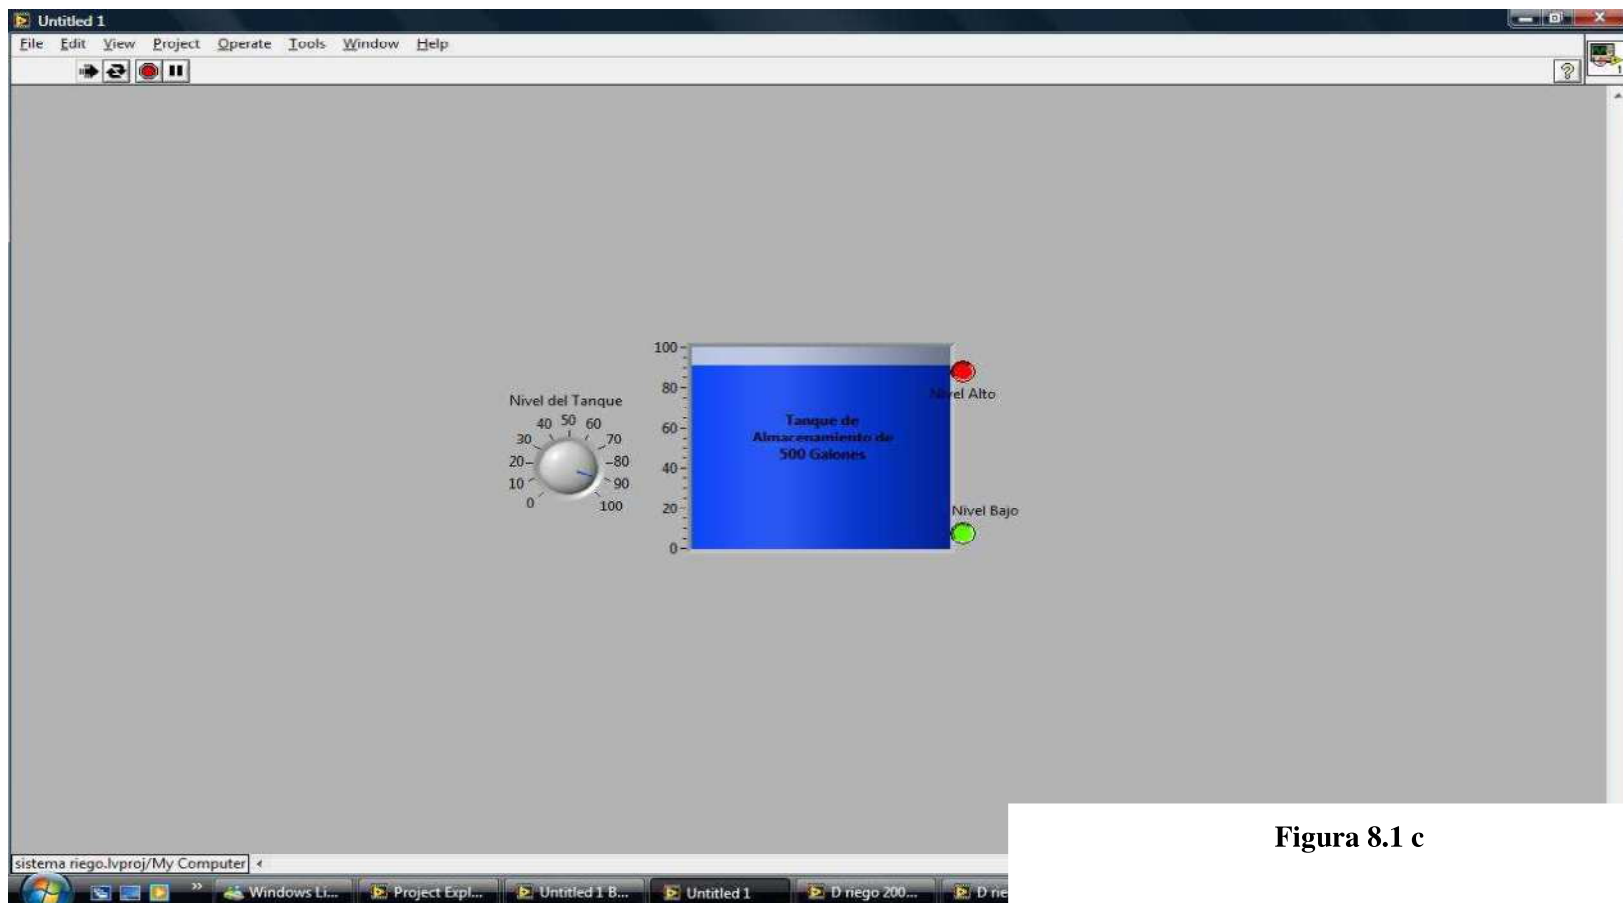 Untitled 1
File Edit View Project Operate Tools Window Help
?
1
100
80
60
40
20
0
Nivel del Tanque
0
10
20
30
40
50
60
70
80
90
100
Tanque de
Almacenamiento de
500 Galones
Nivel Alto
Nivel Bajo
Figura 8.1 c
sistema riego.lvproj/My Computer
Windows Li... Project Expl... Untitled 1 B... Untitled 1 D riego 200...